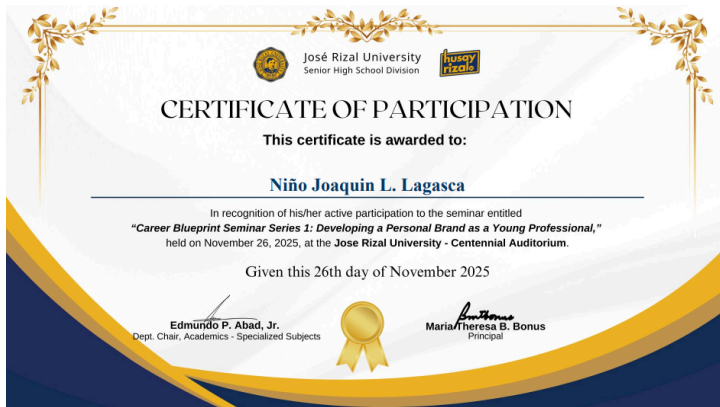 José Rizal University
Senior High School Division
husay
rizal
CERTIFICATE OF PARTICIPATION
This certificate is awarded to:
Niño Joaquin L. Lagasca
In recognition of his/her active participation to the seminar entitled
“Career Blueprint Seminar Series 1: Developing a Personal Brand as a Young Professional,”
held on November 26, 2025, at the Jose Rizal University - Centennial Auditorium.
Given this 26th day of November 2025
Edmundo P. Abad, Jr.
Dept. Chair, Academics - Specialized Subjects
Maria Theresa B. Bonus
Principal